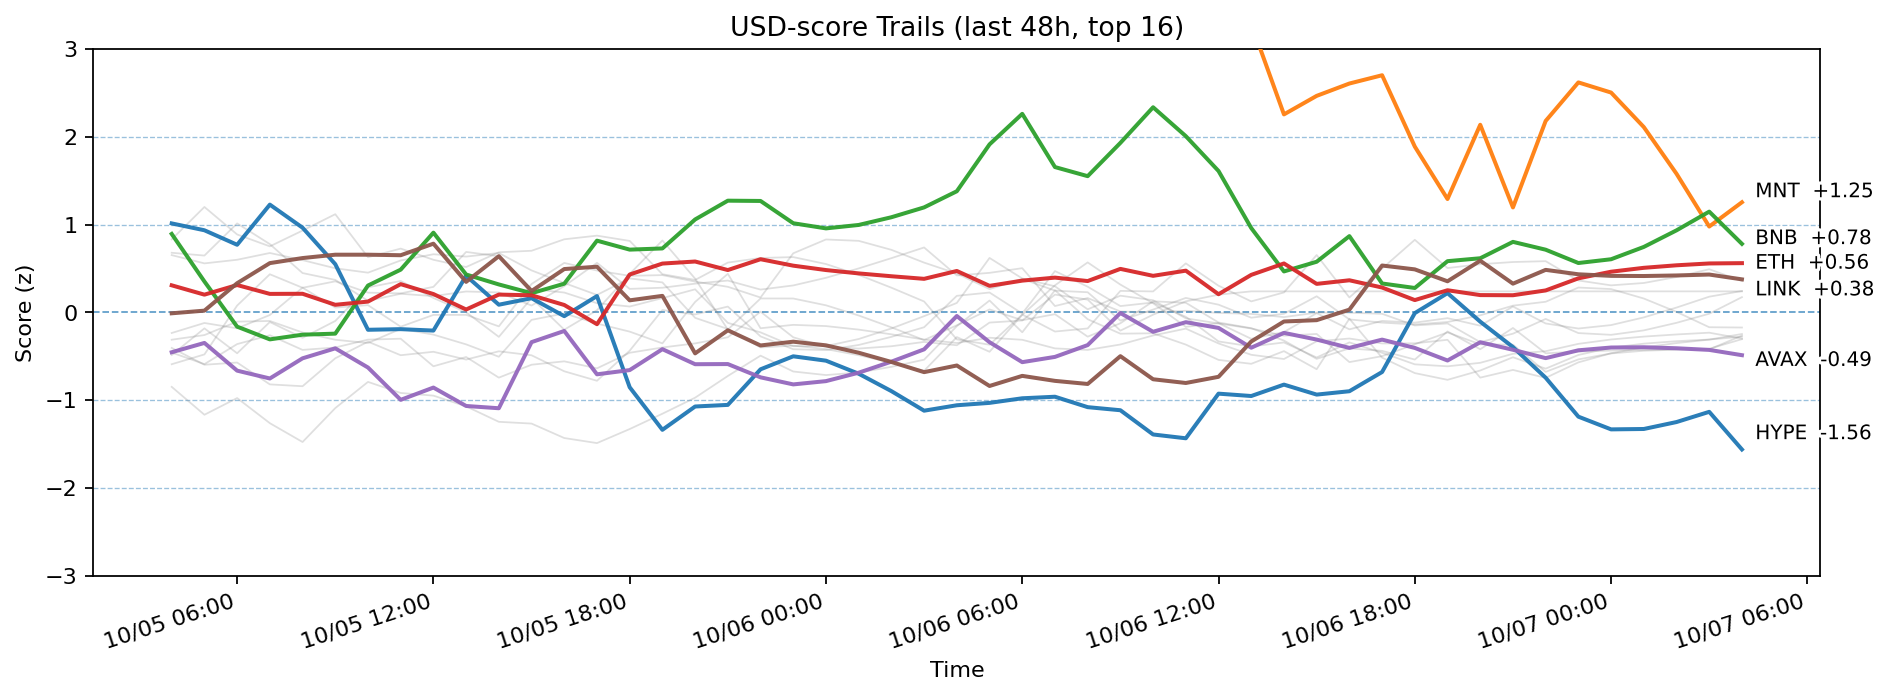 USD-score Trails (last 48h, top 16)
Score (z)
3
2
1
0
−1
−2
−3
MNT +1.25
BNB +0.78
ETH +0.56
LINK +0.38
AVAX -0.49
HYPE -1.56
10/05 06:00
10/05 12:00
10/05 18:00
10/06 00:00
10/06 06:00
10/06 12:00
10/06 18:00
10/07 00:00
10/07 06:00
Time